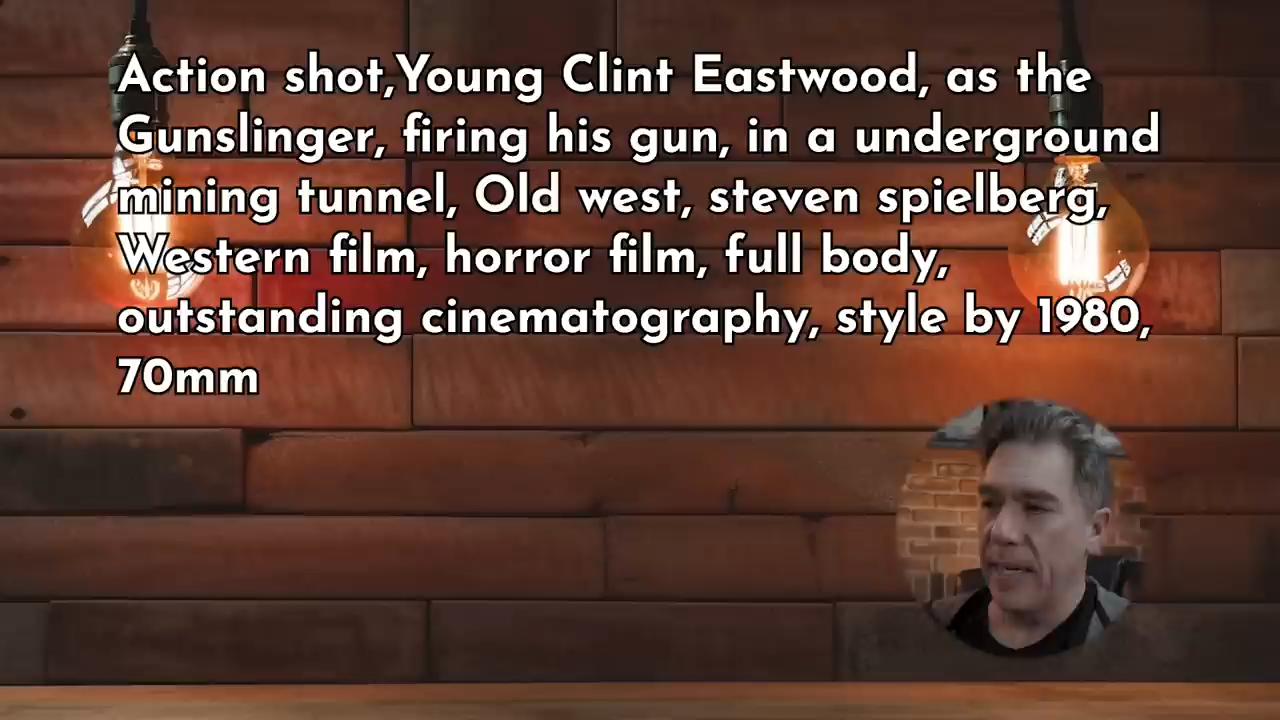 Action shot,Young Clint Eastwood, as the
Gunslinger, firing his gun, in a underground
mining tunnel, Old west, steven spielberg,
Western film, horror film, full body,
outstanding cinematography, style by 1980,
70mm